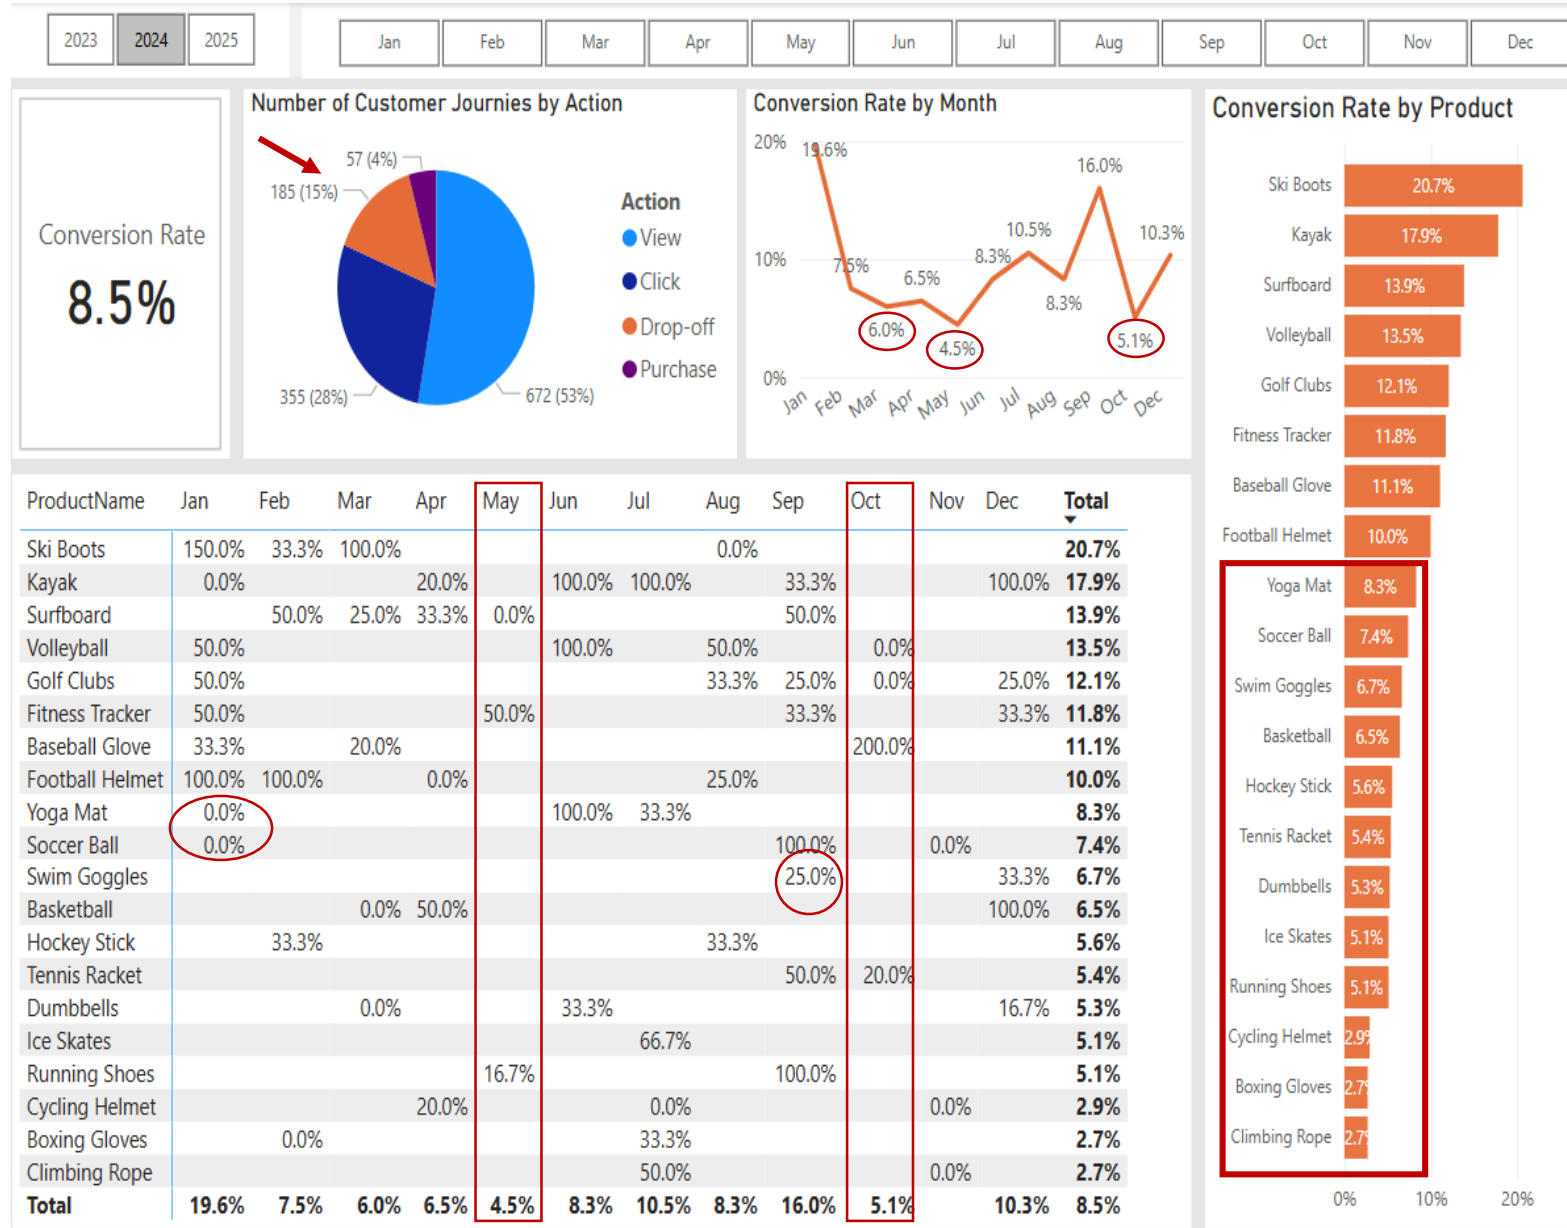 2023 2024 2025 Jan Feb Mar Apr May Jun Jul Aug Sep Oct Nov Dec
Conversion Rate
8.5%
Number of Customer Journies by Action
57 (4%)
185 (15%)
355 (28%)
672 (53%)
Action
View
Click
Drop-off
Purchase
Conversion Rate by Month
20%
10%
0%
19.6%
7.5%
6.0%
6.5%
4.5%
8.3%
10.5%
8.3%
16.0%
5.1%
10.3%
Jan Feb Mar Apr May Jun Jul Aug Sep Oct Dec
ProductName Jan Feb Mar Apr May Jun Jul Aug Sep Oct Nov Dec Total
Ski Boots 150.0% 33.3% 100.0% 0.0% 20.7%
Kayak 0.0% 20.0% 100.0% 100.0% 33.3% 100.0% 17.9%
Surfboard 50.0% 25.0% 33.3% 0.0% 50.0% 13.9%
Volleyball 50.0% 100.0% 50.0% 0.0% 13.5%
Golf Clubs 50.0% 33.3% 25.0% 0.0% 25.0% 12.1%
Fitness Tracker 50.0% 50.0% 33.3% 33.3% 11.8%
Baseball Glove 33.3% 20.0% 200.0% 11.1%
Football Helmet 100.0% 100.0% 0.0% 25.0% 10.0%
Yoga Mat 0.0% 100.0% 33.3% 8.3%
Soccer Ball 0.0% 100.0% 0.0% 7.4%
Swim Goggles 25.0% 33.3% 6.7%
Basketball 0.0% 50.0% 100.0% 6.5%
Hockey Stick 33.3% 33.3% 5.6%
Tennis Racket 50.0% 20.0% 5.4%
Dumbbells 0.0% 33.3% 16.7% 5.3%
Ice Skates 66.7% 5.1%
Running Shoes 16.7% 100.0% 5.1%
Cycling Helmet 20.0% 0.0% 0.0% 2.9%
Boxing Gloves 0.0% 33.3% 2.7%
Climbing Rope 50.0% 0.0% 2.7%
Total 19.6% 7.5% 6.0% 6.5% 4.5% 8.3% 10.5% 8.3% 16.0% 5.1% 10.3% 8.5%
Conversion Rate by Product
Ski Boots 20.7%
Kayak 17.9%
Surfboard 13.9%
Volleyball 13.5%
Golf Clubs 12.1%
Fitness Tracker 11.8%
Baseball Glove 11.1%
Football Helmet 10.0%
Yoga Mat 8.3%
Soccer Ball 7.4%
Swim Goggles 6.7%
Basketball 6.5%
Hockey Stick 5.6%
Tennis Racket 5.4%
Dumbbells 5.3%
Ice Skates 5.1%
Running Shoes 5.1%
Cycling Helmet 2.9%
Boxing Gloves 2.7%
Climbing Rope 2.7%
0% 10% 20%